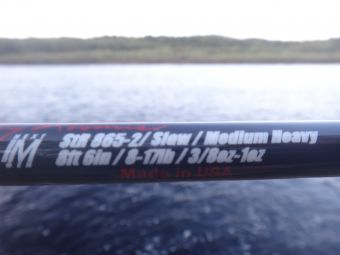 StR 865-2/ Slow / Medium Heavy
8ft 6in / 8-17lb / 3/8oz-1oz
Made in USA